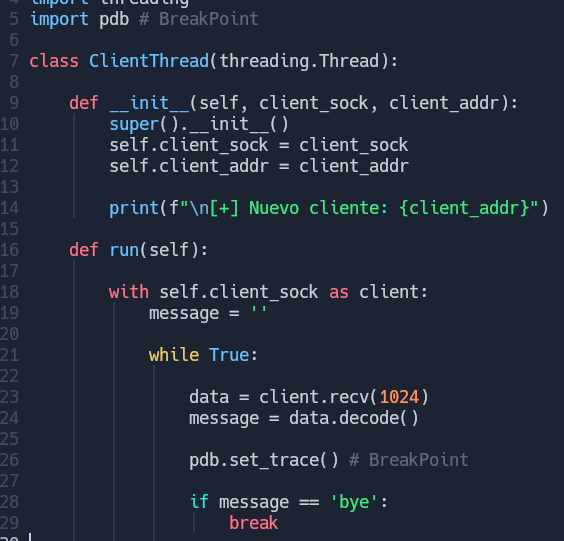 4 import threading
5 import pdb # BreakPoint
6
7 class ClientThread(threading.Thread):
8
9     def __init__(self, client_sock, client_addr):
10         super().__init__()
11         self.client_sock = client_sock
12         self.client_addr = client_addr
13
14         print(f"\n[+] Nuevo cliente: {client_addr}")
15
16     def run(self):
17
18         with self.client_sock as client:
19             message = ''
20
21             while True:
22
23                 data = client.recv(1024)
24                 message = data.decode()
25
26                 pdb.set_trace() # BreakPoint
27
28                 if message == 'bye':
29                     break
30